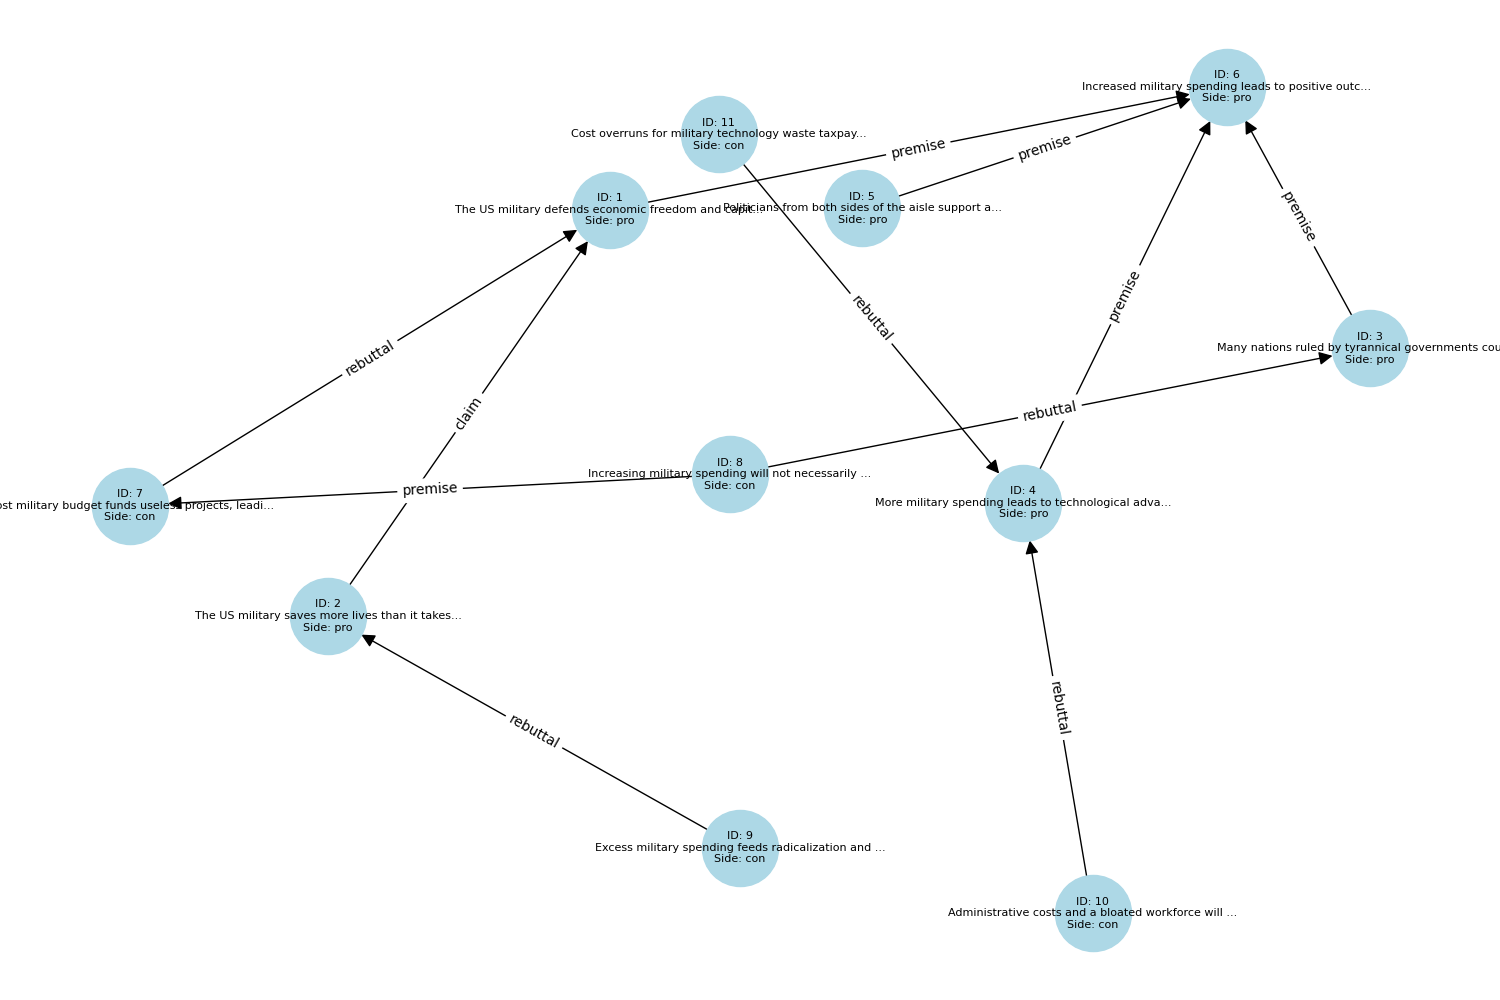 ID: 6
Increased military spending leads to positive outc...
Side: pro
ID: 11
Cost overruns for military technology waste taxpay...
Side: con
premise
premise
ID: 1
The US military defends economic freedom and capit...
Side: pro
ID: 5
Politicians from both sides of the aisle support a...
Side: pro
premise
premise
rebuttal
ID: 3
Many nations ruled by tyrannical governments cou
Side: pro
rebuttal
claim
rebuttal
ID: 8
Increasing military spending will not necessarily ...
Side: con
premise
ID: 7
military budget funds useless projects, leadi...
Side: con
ID: 4
More military spending leads to technological adva...
Side: pro
ID: 2
The US military saves more lives than it takes...
Side: pro
rebuttal
rebuttal
ID: 9
Excess military spending feeds radicalization and ...
Side: con
ID: 10
Administrative costs and a bloated workforce will ...
Side: con